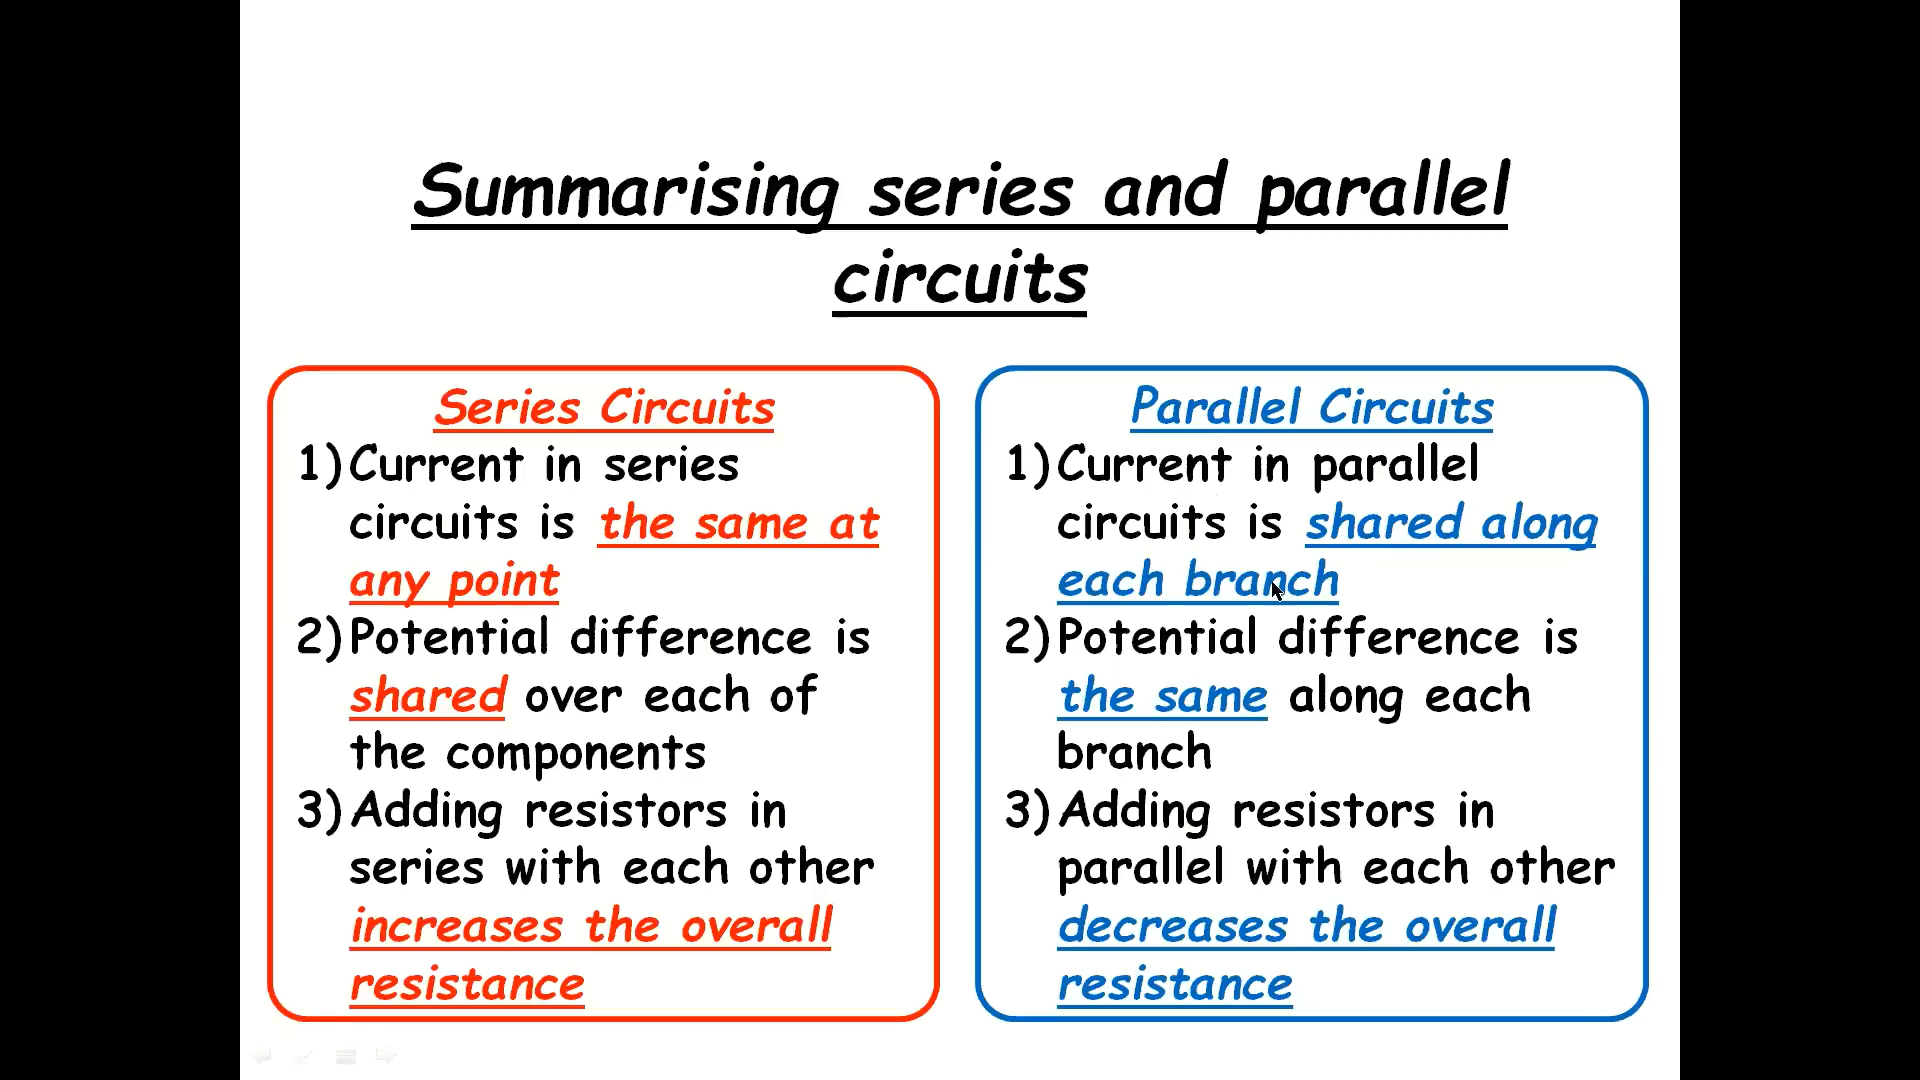 Summarising series and parallel
circuits
Series Circuits
1) Current in series
circuits is the same at
any point
2) Potential difference is
shared over each of
the components
3) Adding resistors in
series with each other
increases the overall
resistance
Parallel Circuits
1) Current in parallel
circuits is shared along
each branch
2) Potential difference is
the same along each
branch
3) Adding resistors in
parallel with each other
decreases the overall
resistance